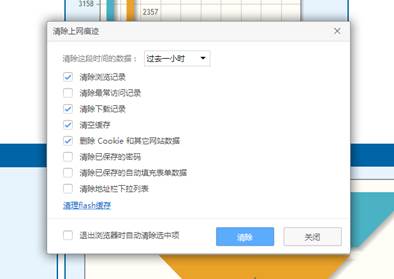 3158
2357
清除上网痕迹
清除这段时间的数据： 过去一小时
清除浏览记录
清除最常访问记录
清除下载记录
清空缓存
删除 Cookie 和其它网站数据
清除已保存的密码
清除已保存的自动填充表单数据
清除地址栏下拉列表
清理flash缓存
退出浏览器时自动清除选中项
清除
关闭